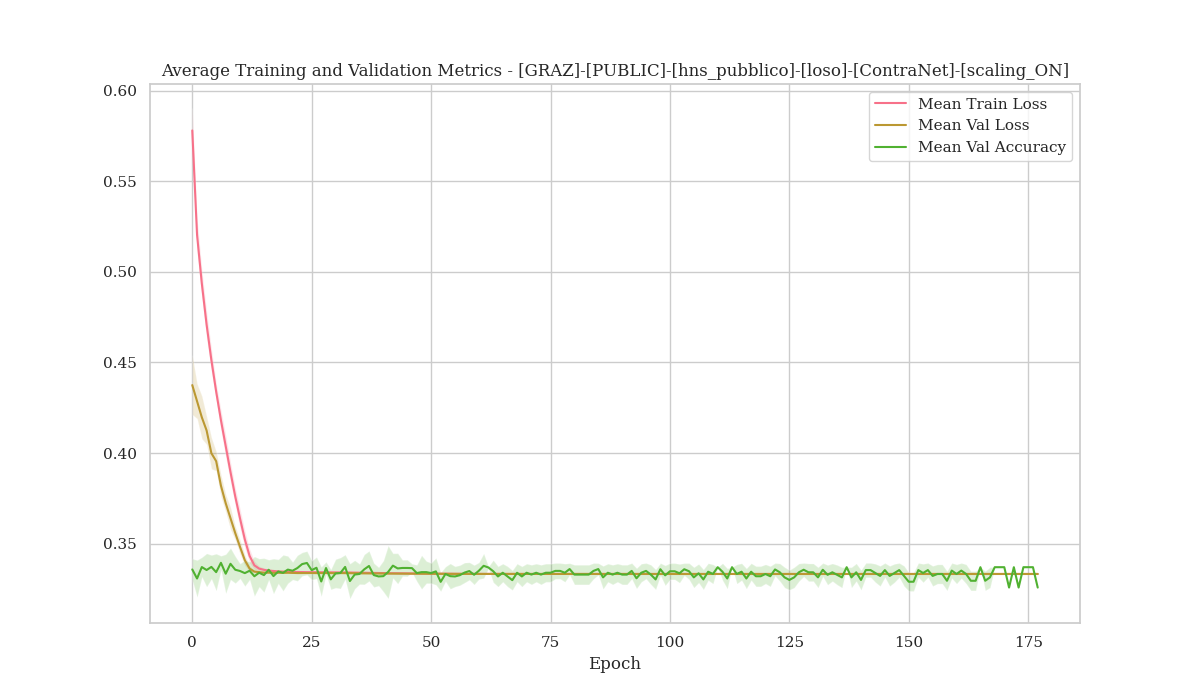 Average Training and Validation Metrics - [GRAZ]-[PUBLIC]-[hns_pubblico]-[loso]-[ContraNet]-[scaling_ON]
0.60
0.55
0.50
0.45
0.40
0.35
Mean Train Loss
Mean Val Loss
Mean Val Accuracy
0 25 50 75 100 125 150 175
Epoch